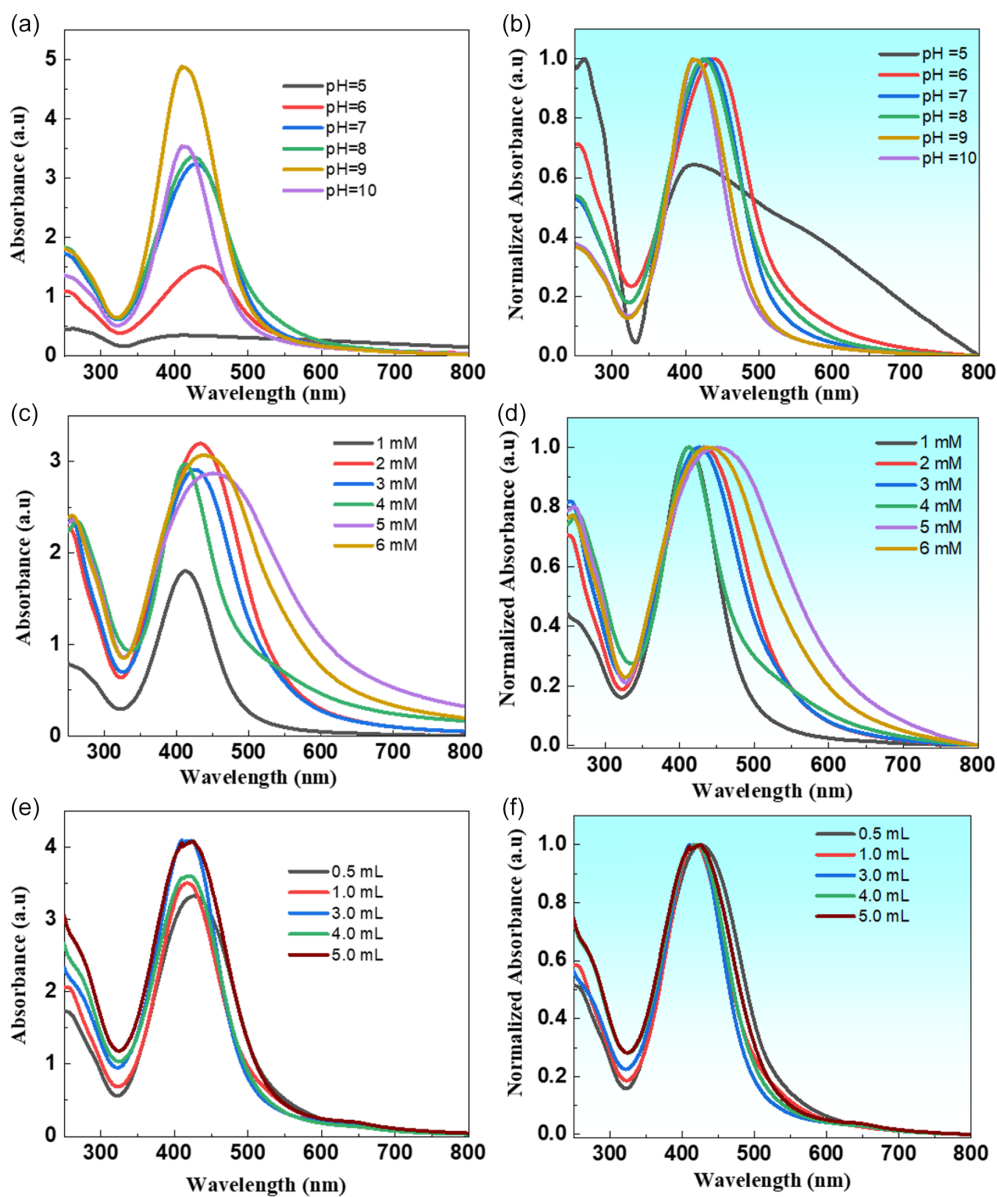 (a)
Absorbance (a.u)
5
4
3
2
1
0
300 400 500 600 700 800
Wavelength (nm)
pH=5
pH=6
pH=7
pH=8
pH=9
pH=10
(b)
Normalized Absorbance (a.u)
1.0
0.8
0.6
0.4
0.2
0.0
300 400 500 600 700 800
Wavelength (nm)
pH =5
pH =6
pH =7
pH =8
pH =9
pH =10
(c)
Absorbance (a.u)
3
2
1
0
300 400 500 600 700 800
Wavelength (nm)
1 mM
2 mM
3 mM
4 mM
5 mM
6 mM
(d)
Normalized Absorbance (a.u)
1.0
0.8
0.6
0.4
0.2
0.0
300 400 500 600 700 800
Wavelength (nm)
1 mM
2 mM
3 mM
4 mM
5 mM
6 mM
(e)
Absorbance (a.u)
4
3
2
1
0
300 400 500 600 700 800
Wavelength (nm)
0.5 mL
1.0 mL
3.0 mL
4.0 mL
5.0 mL
(f)
Normalized Absorbance (a.u)
1.0
0.8
0.6
0.4
0.2
0.0
300 400 500 600 700 800
Wavelength (nm)
0.5 mL
1.0 mL
3.0 mL
4.0 mL
5.0 mL